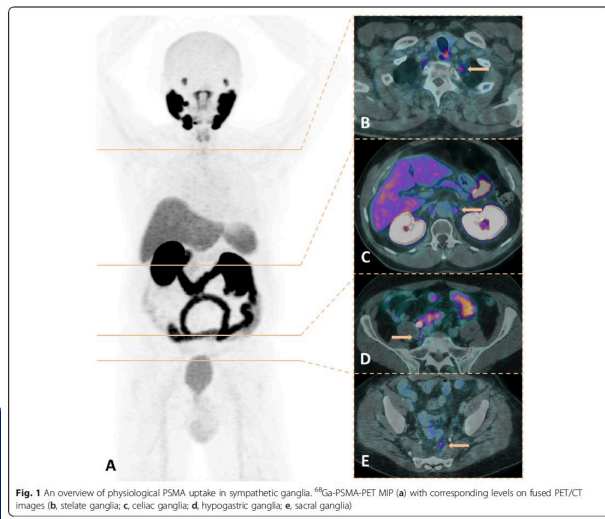 A
B
C
D
E
Fig. 1 An overview of physiological PSMA uptake in sympathetic ganglia. ⁶⁸Ga-PSMA-PET MIP (a) with corresponding levels on fused PET/CT
images (b, stelate ganglia; c, celiac ganglia; d, hypogastric ganglia; e, sacral ganglia)